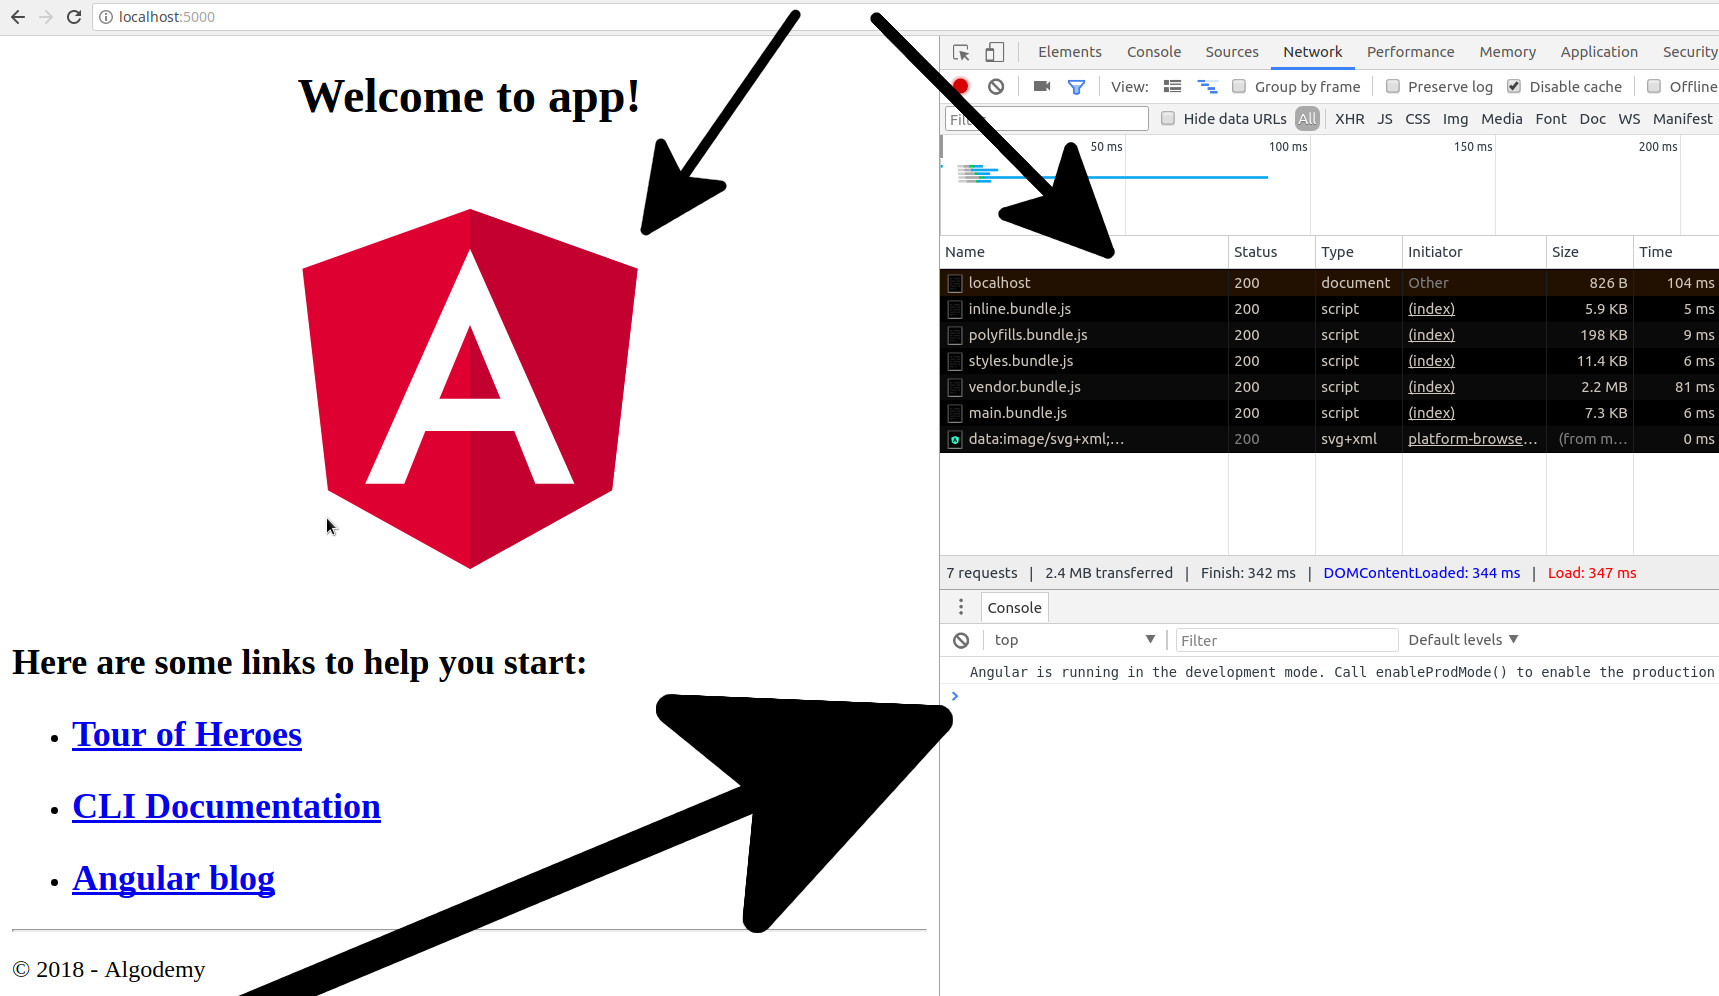 localhost:5000
Welcome to app!
Here are some links to help you start:
Tour of Heroes
CLI Documentation
Angular blog
© 2018 - Algodemy
Elements Console Sources Network Performance Memory Application Security
View: Group by frame Preserve log Disable cache Offline
Hide data URLs All XHR JS CSS Img Media Font Doc WS Manifest
50 ms 100 ms 150 ms 200 ms
Name Status Type Initiator Size Time
localhost 200 document Other 826 B 104 ms
inline.bundle.js 200 script (index) 5.9 KB 5 ms
polyfills.bundle.js 200 script (index) 198 KB 9 ms
styles.bundle.js 200 script (index) 11.4 KB 6 ms
vendor.bundle.js 200 script (index) 2.2 MB 81 ms
main.bundle.js 200 script (index) 7.3 KB 6 ms
data:image/svg+xml;... 200 svg+xml platform-browse... (from m... 0 ms
7 requests | 2.4 MB transferred | Finish: 342 ms | DOMContentLoaded: 344 ms | Load: 347 ms
Console
top Filter Default levels
Angular is running in the development mode. Call enableProdMode() to enable the production